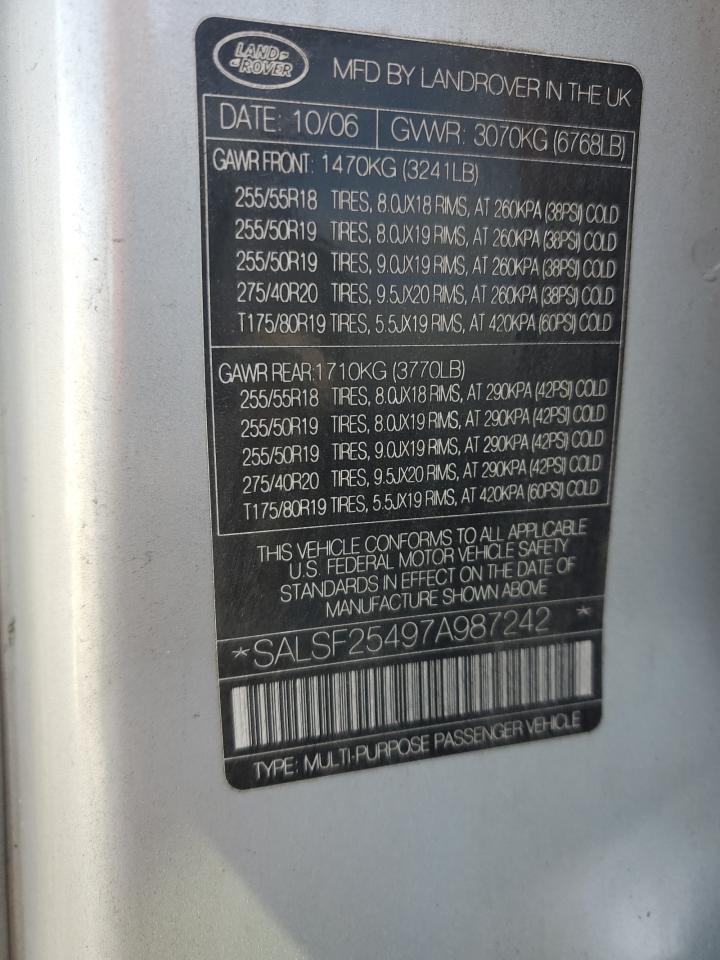 LAND ROVER
MFD BY LANDROVER IN THE UK
DATE: 10/06 GVWR: 3070KG (6768LB)
GAWR FRONT: 1470KG (3241LB)
255/55R18 TIRES, 8.0JX18 RIMS, AT 260KPA (38PSI) COLD
255/50R19 TIRES, 8.0JX19 RIMS, AT 260KPA (38PSI) COLD
255/50R19 TIRES, 9.0JX19 RIMS, AT 260KPA (38PSI) COLD
275/40R20 TIRES, 9.5JX20 RIMS, AT 260KPA (38PSI) COLD
T175/80R19 TIRES, 5.5JX19 RIMS, AT 420KPA (60PSI) COLD
GAWR REAR: 1710KG (3770LB)
255/55R18 TIRES, 8.0JX18 RIMS, AT 290KPA (42PSI) COLD
255/50R19 TIRES, 8.0JX19 RIMS, AT 290KPA (42PSI) COLD
255/50R19 TIRES, 9.0JX19 RIMS, AT 290KPA (42PSI) COLD
275/40R20 TIRES, 9.5JX20 RIMS, AT 290KPA (42PSI) COLD
T175/80R19 TIRES, 5.5JX19 RIMS, AT 420KPA (60PSI) COLD
THIS VEHICLE CONFORMS TO ALL APPLICABLE
U.S. FEDERAL MOTOR VEHICLE SAFETY
STANDARDS IN EFFECT ON THE DATE OF
MANUFACTURE SHOWN ABOVE
*SALSF25497A987242*
TYPE: MULTI-PURPOSE PASSENGER VEHICLE